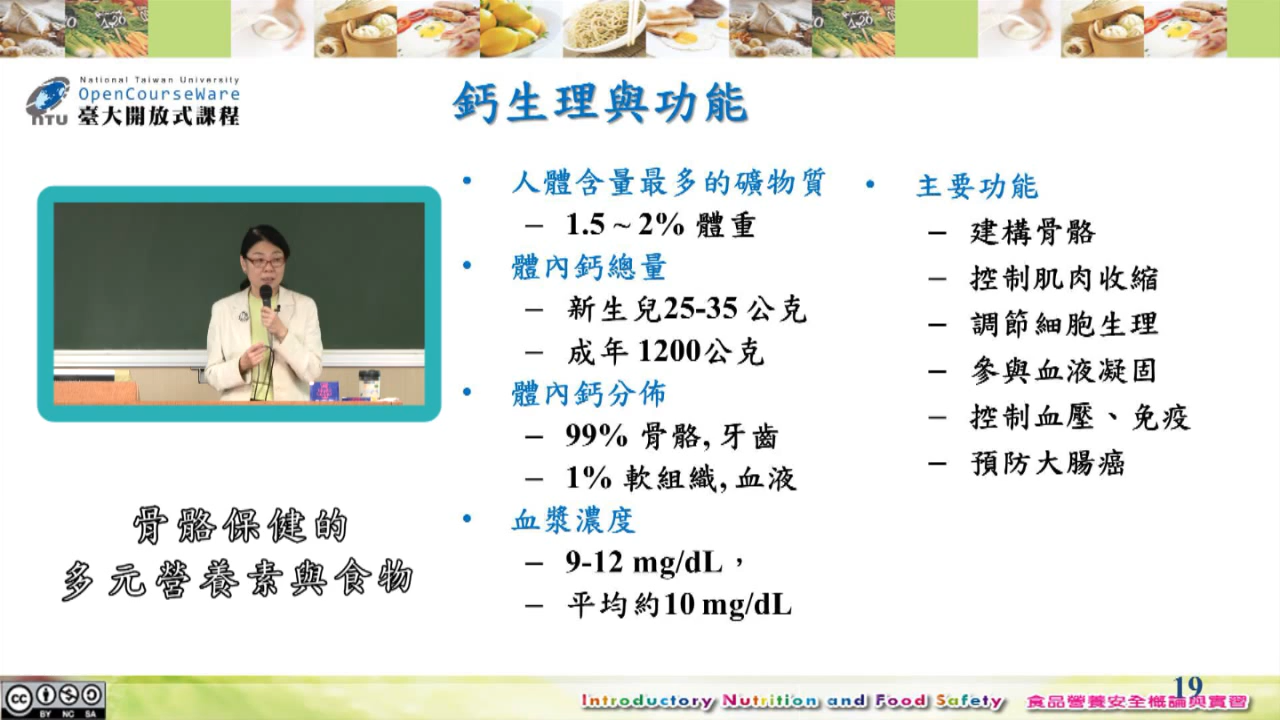 National Taiwan University
OpenCourseWare
NTU 臺大開放式課程
鈣生理與功能
• 人體含量最多的礦物質
– 1.5 ~ 2% 體重
• 體內鈣總量
– 新生兒25-35 公克
– 成年 1200公克
• 體內鈣分佈
– 99% 骨骼, 牙齒
– 1% 軟組織, 血液
• 血漿濃度
– 9-12 mg/dL，
– 平均約10 mg/dL
• 主要功能
– 建構骨骼
– 控制肌肉收縮
– 調節細胞生理
– 參與血液凝固
– 控制血壓、免疫
– 預防大腸癌
骨骼保健的
多元營養素與食物
cc BY NC SA
Introductory Nutrition and Food Safety 食品營養安全概論與實習
19